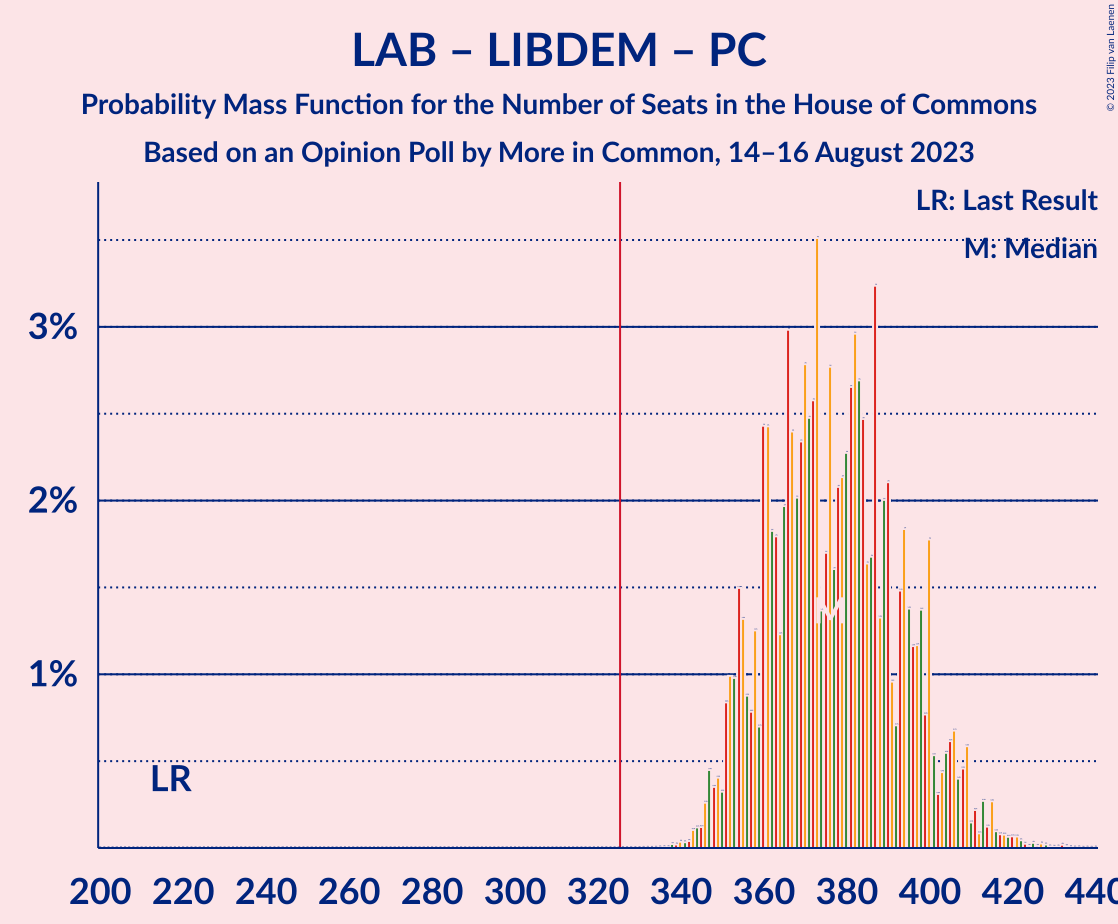 LAB – LIBDEM – PC
Probability Mass Function for the Number of Seats in the House of Commons
Based on an Opinion Poll by More in Common, 14–16 August 2023
© 2023 Filip van Laenen
LR: Last Result
M: Median
3%
2%
1%
M
LR
200 220 240 260 280 300 320 340 360 380 400 420 440